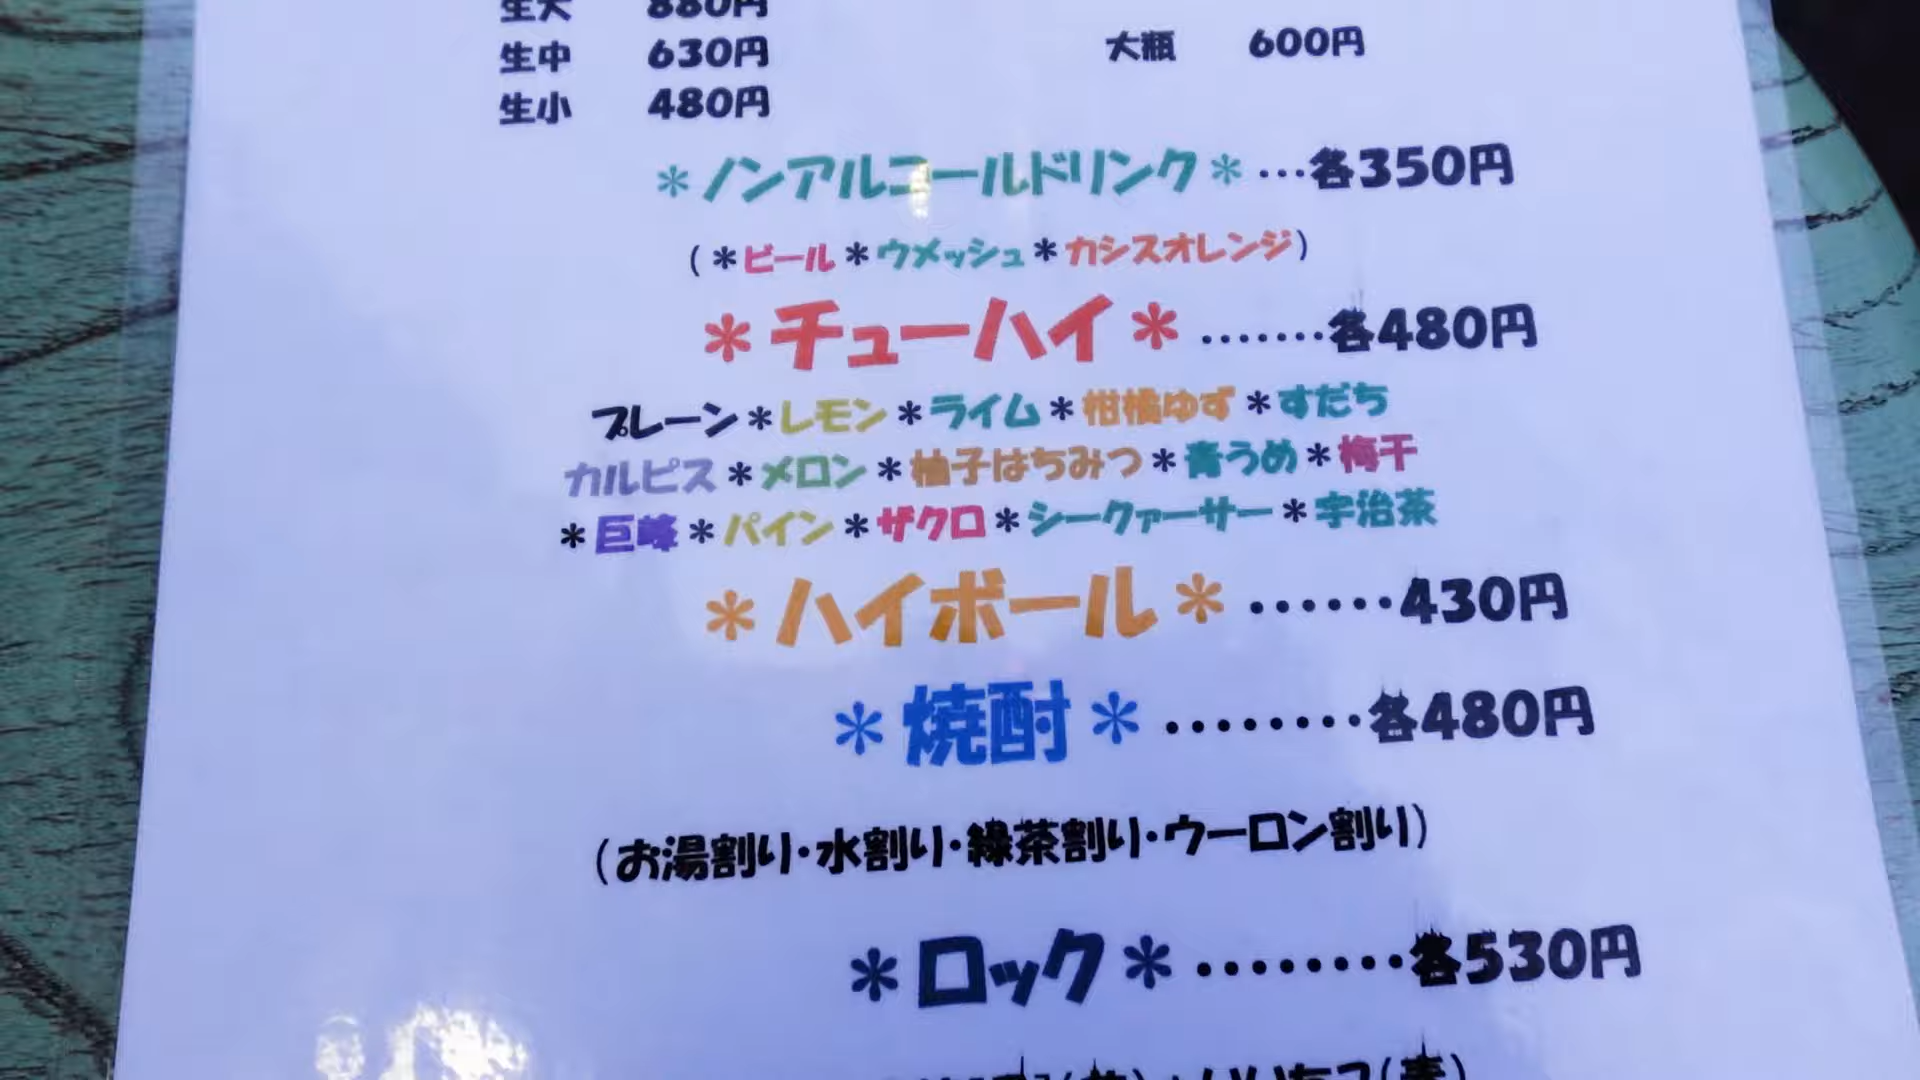 生大 880円
生中 630円 大瓶 600円
生小 480円
*ノンアルコールドリンク*…各350円
(*ビール*ウメッシュ*カシスオレンジ)
*チューハイ*.......各480円
プレーン*レモン*ライム*柑橘ゆず*すだち
カルピス*メロン*柚子はちみつ*青うめ*梅干
*巨峰*パイン*ザクロ*シークァーサー*宇治茶
*ハイボール*......430円
*焼酎*........各480円
(お湯割り・水割り・緑茶割り・ウーロン割り)
*ロック*........各530円